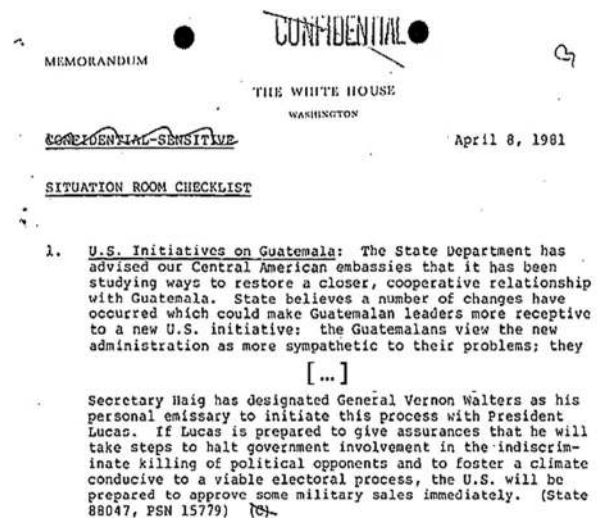 CONFIDENTIAL
MEMORANDUM
THE WHITE HOUSE
WASHINGTON
CONFIDENTIAL-SENSITIVE
April 8, 1981
SITUATION ROOM CHECKLIST
1. U.S. Initiatives on Guatemala: The State Department has
advised our Central American embassies that it has been
studying ways to restore a closer, cooperative relationship
with Guatemala. State believes a number of changes have
occurred which could make Guatemalan leaders more receptive
to a new U.S. initiative: the Guatemalans view the new
administration as more sympathetic to their problems; they
[...]
Secretary Haig has designated General Vernon Walters as his
personal emissary to initiate this process with President
Lucas. If Lucas is prepared to give assurances that he will
take steps to halt government involvement in the indiscrim-
inate killing of political opponents and to foster a climate
conducive to a viable electoral process, the U.S. will be
prepared to approve some military sales immediately. (State
88047, PSN 15779) (C)